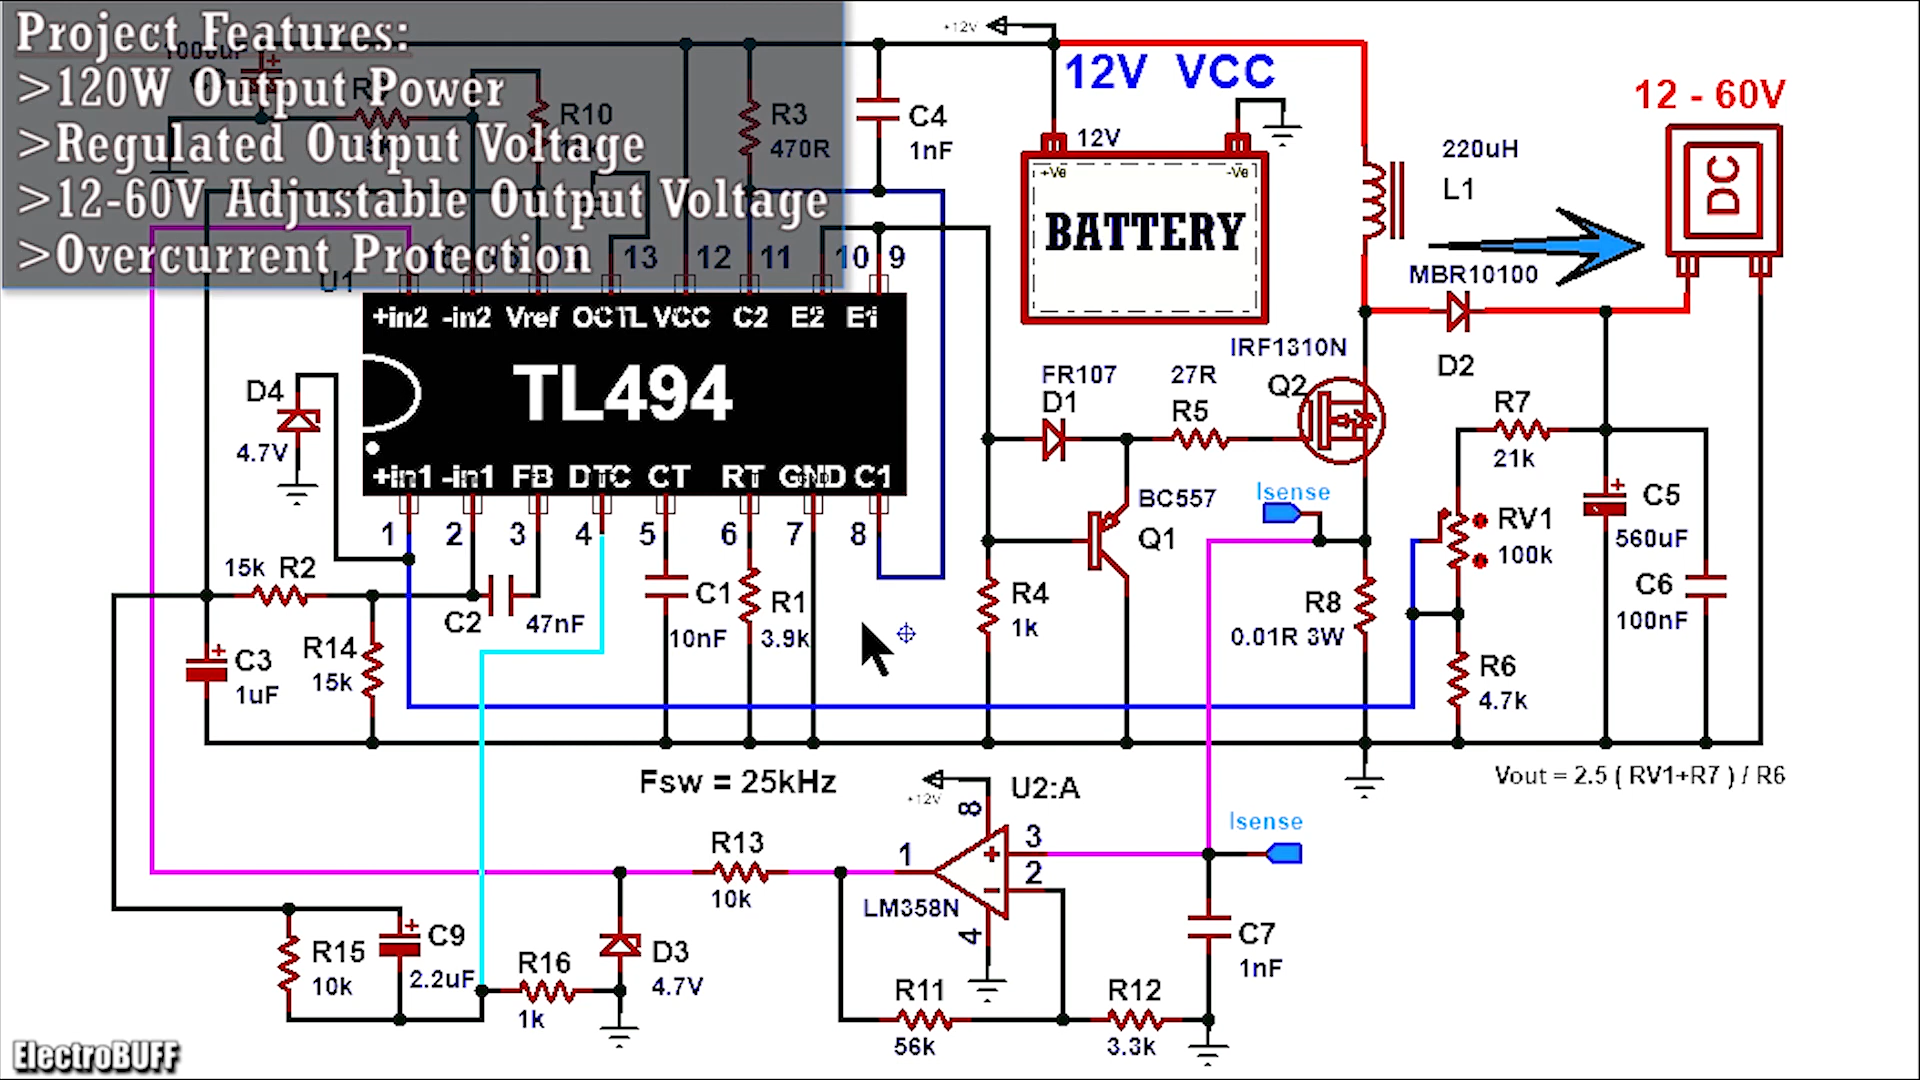 Project Features:
>120W Output Power
>Regulated Output Voltage
>12-60V Adjustable Output Voltage
>Overcurrent Protection
+12V
12V VCC
12 - 60V
R10
R3
470R
C4
1nF
12V
+Ve
-Ve
BATTERY
220uH
L1
DC
MBR10100
D2
U1
13
12
11
10
9
+in2 -in2 Vref OCTL VCC C2 E2 E1
TL494
+in1 -in1 FB DTC CT RT GND C1
1
2
3
4
5
6
7
8
D4
4.7V
IRF1310N
Q2
FR107
D1
27R
R5
BC557
Q1
Isense
R7
21k
RV1
100k
C5
560uF
C6
100nF
15k R2
C2
47nF
C1
10nF
R1
3.9k
R4
1k
R8
0.01R 3W
R6
4.7k
C3
1uF
R14
15k
Fsw = 25kHz
Vout = 2.5 ( RV1+R7 ) / R6
+12V
8
U2:A
Isense
R13
10k
1
3
2
4
LM358N
C7
1nF
R15
10k
C9
2.2uF
R16
1k
D3
4.7V
R11
56k
R12
3.3k
ElectroBUFF